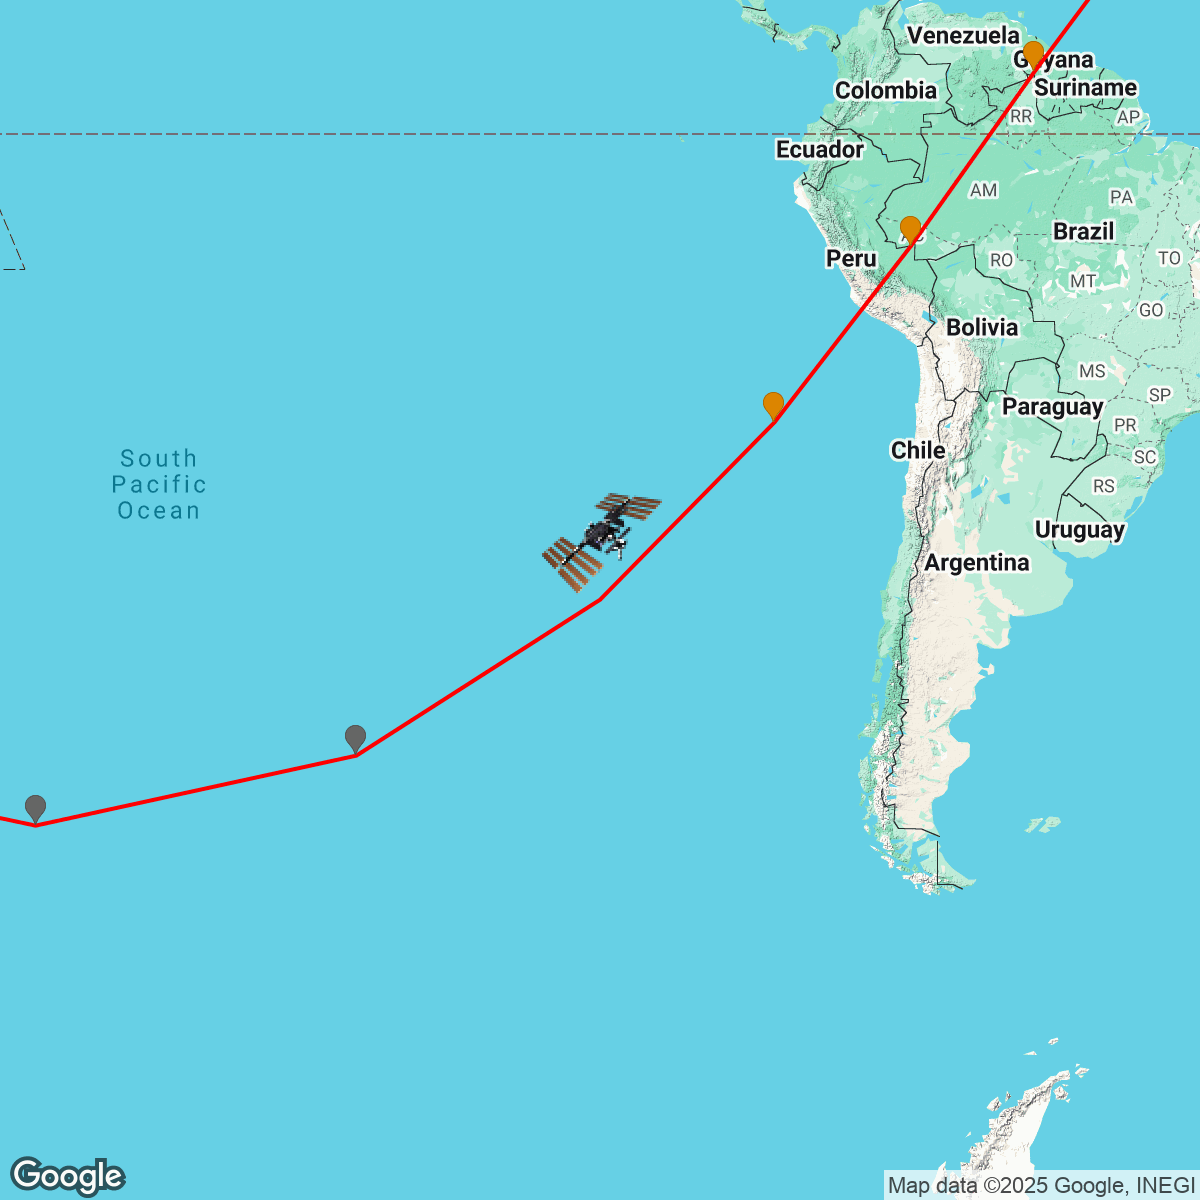 Venezuela
Guyana
Suriname
Colombia
RR
AP
Ecuador
AM
PA
Brazil
Peru
RO
TO
MT
GO
Bolivia
MS
SP
Paraguay
PR
Chile
SC
RS
South
Pacific
Ocean
Uruguay
Argentina
Google
Map data ©2025 Google, INEGI